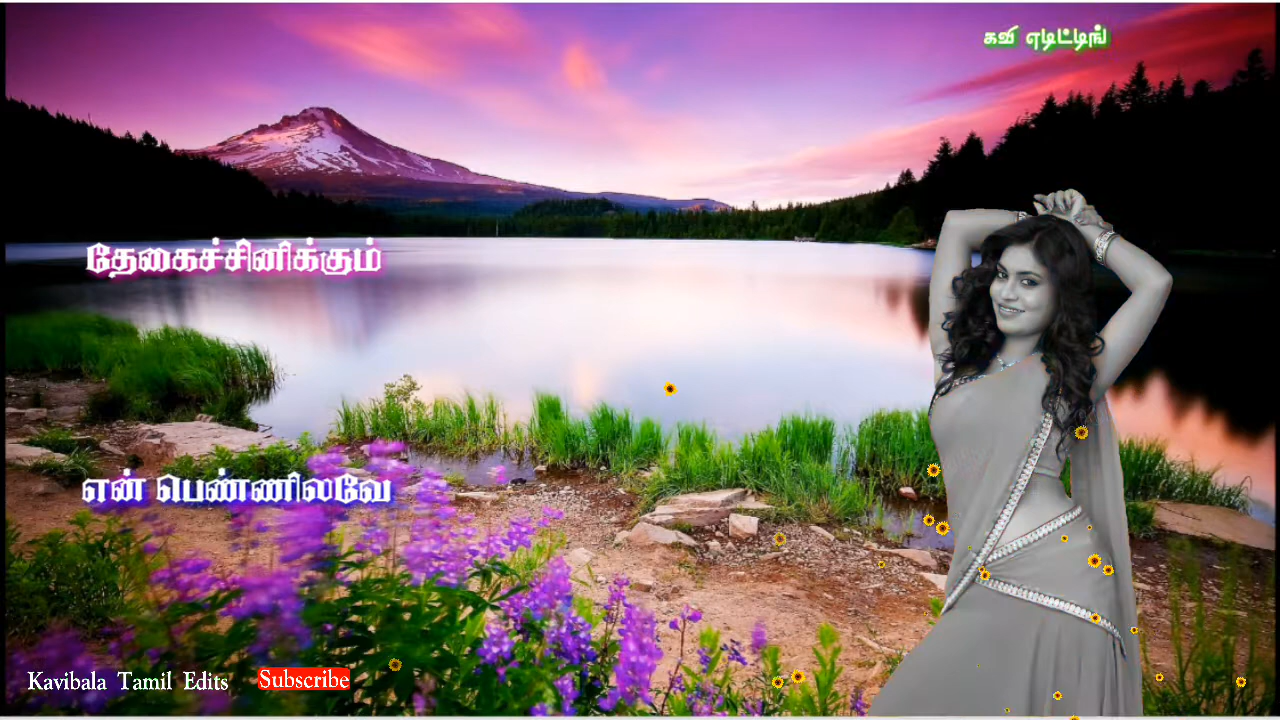 கவி எடிட்டிங்
தேகைச்சினிக்கும்
என் பெண்ணிலவே
Kavibala Tamil Edits Subscribe